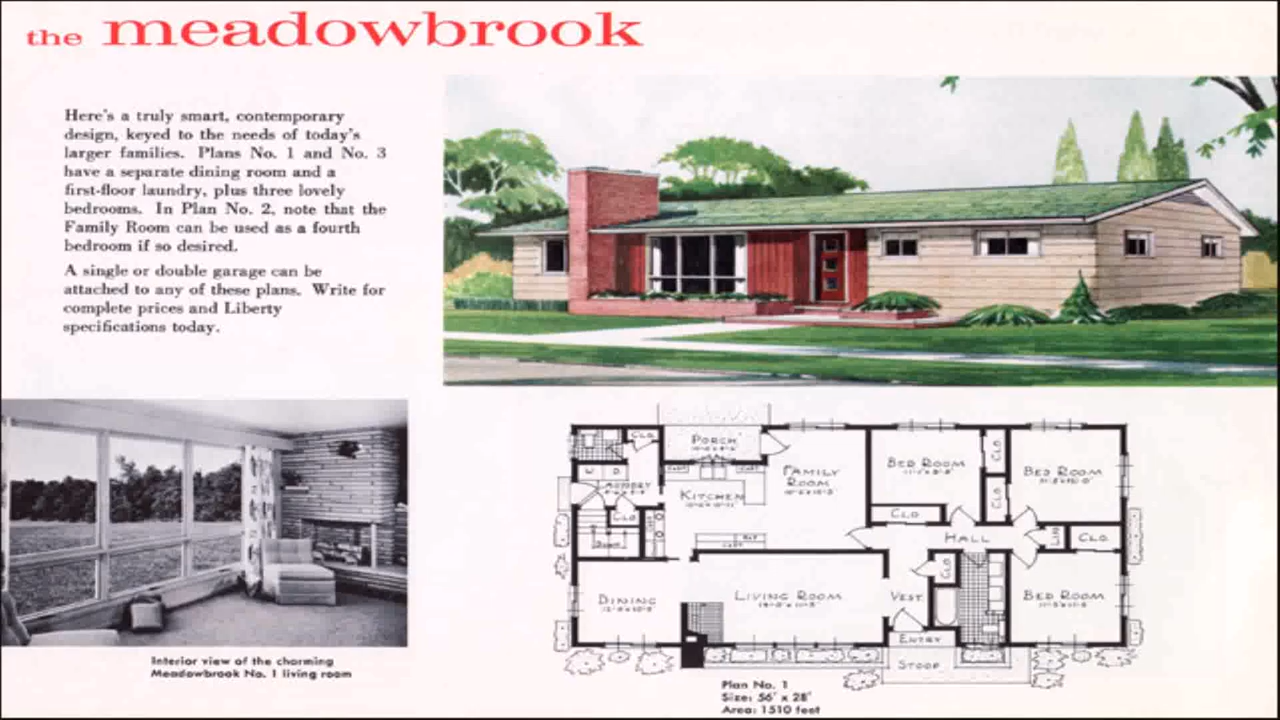 the meadowbrook
Here's a truly smart, contemporary
design, keyed to the needs of today's
larger families. Plans No. 1 and No. 3
have a separate dining room and a
first-floor laundry, plus three lovely
bedrooms. In Plan No. 2, note that the
Family Room can be used as a fourth
bedroom if so desired.
A single or double garage can be
attached to any of these plans. Write for
complete prices and Liberty
specifications today.
Interior view of the charming
Meadowbrook No. 1 living room
CLO
PORCH
W D
LAUNDRY
KITCHEN
FAMILY
ROOM
BED ROOM
CLO
BED ROOM
CLO
CLO
CLO
HALL
LIN
CLO
DINING
LIVING ROOM
VEST
CLO
BED ROOM
ENTRY
STOOP
Plan No. 1
Size: 56' x 28'
Area: 1510 feet